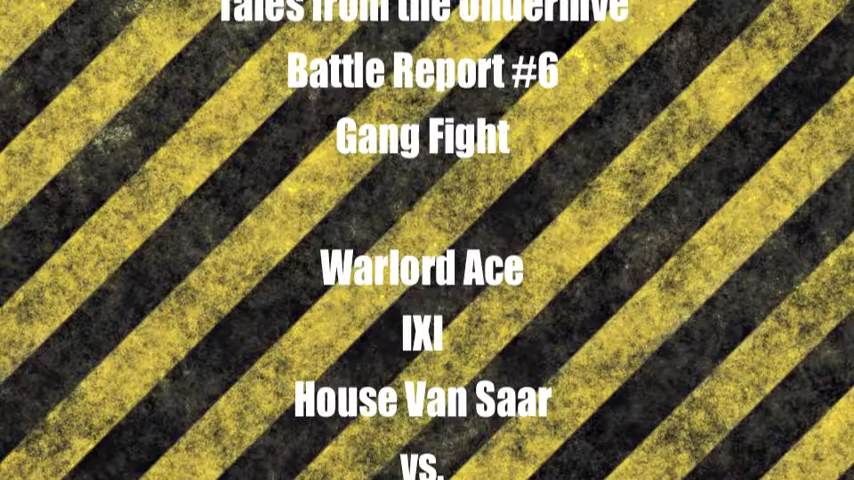 Tales from the Underhive
Battle Report #6
Gang Fight
Warlord Ace
IXI
House Van Saar
vs.